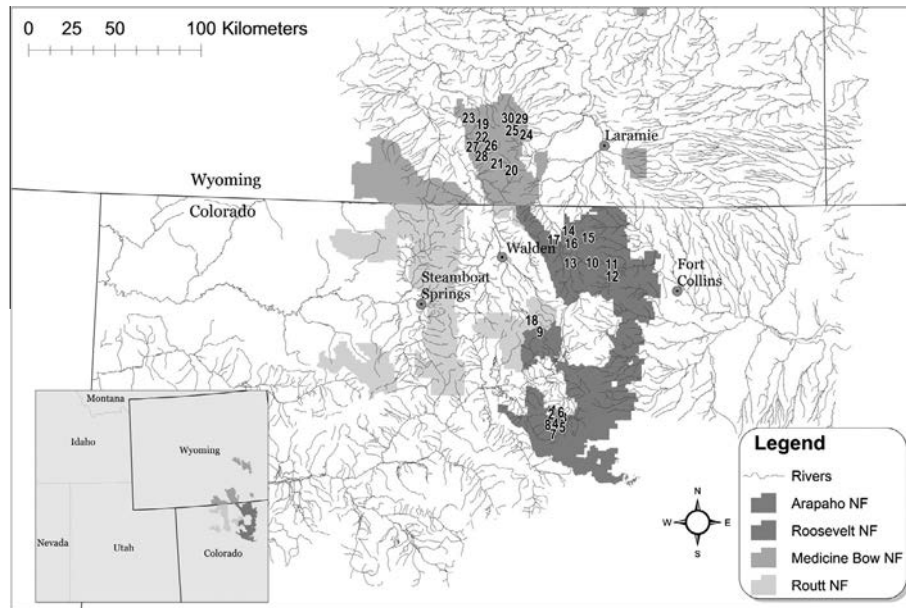 0 25 50 100 Kilometers
23 19 30 29
22 25 24
27 26
28 21 20
Laramie
Wyoming
Colorado
14
17 16 15
Walden
13 10 11
12
Steamboat
Springs
Fort
Collins
18
9
2 6
8 4 5
7
Montana
Idaho
Wyoming
Nevada
Utah
Colorado
N
W E
S
Legend
Rivers
Arapaho NF
Roosevelt NF
Medicine Bow NF
Routt NF